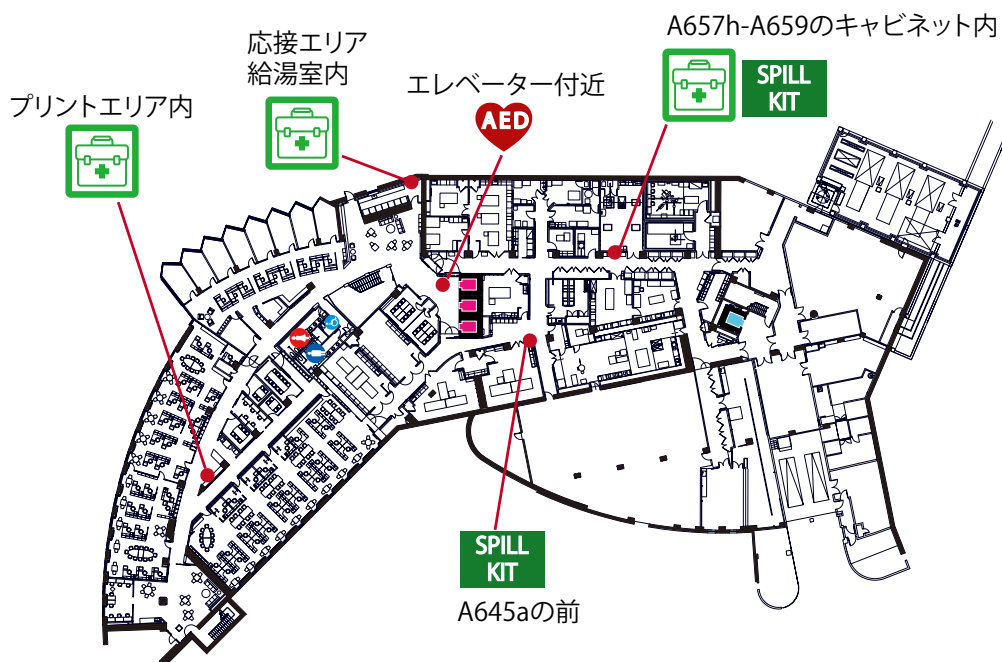 A657h-A659のキャビネット内
応接エリア
給湯室内
エレベーター付近
プリントエリア内
AED
SPILL
KIT
SPILL
KIT
A645aの前